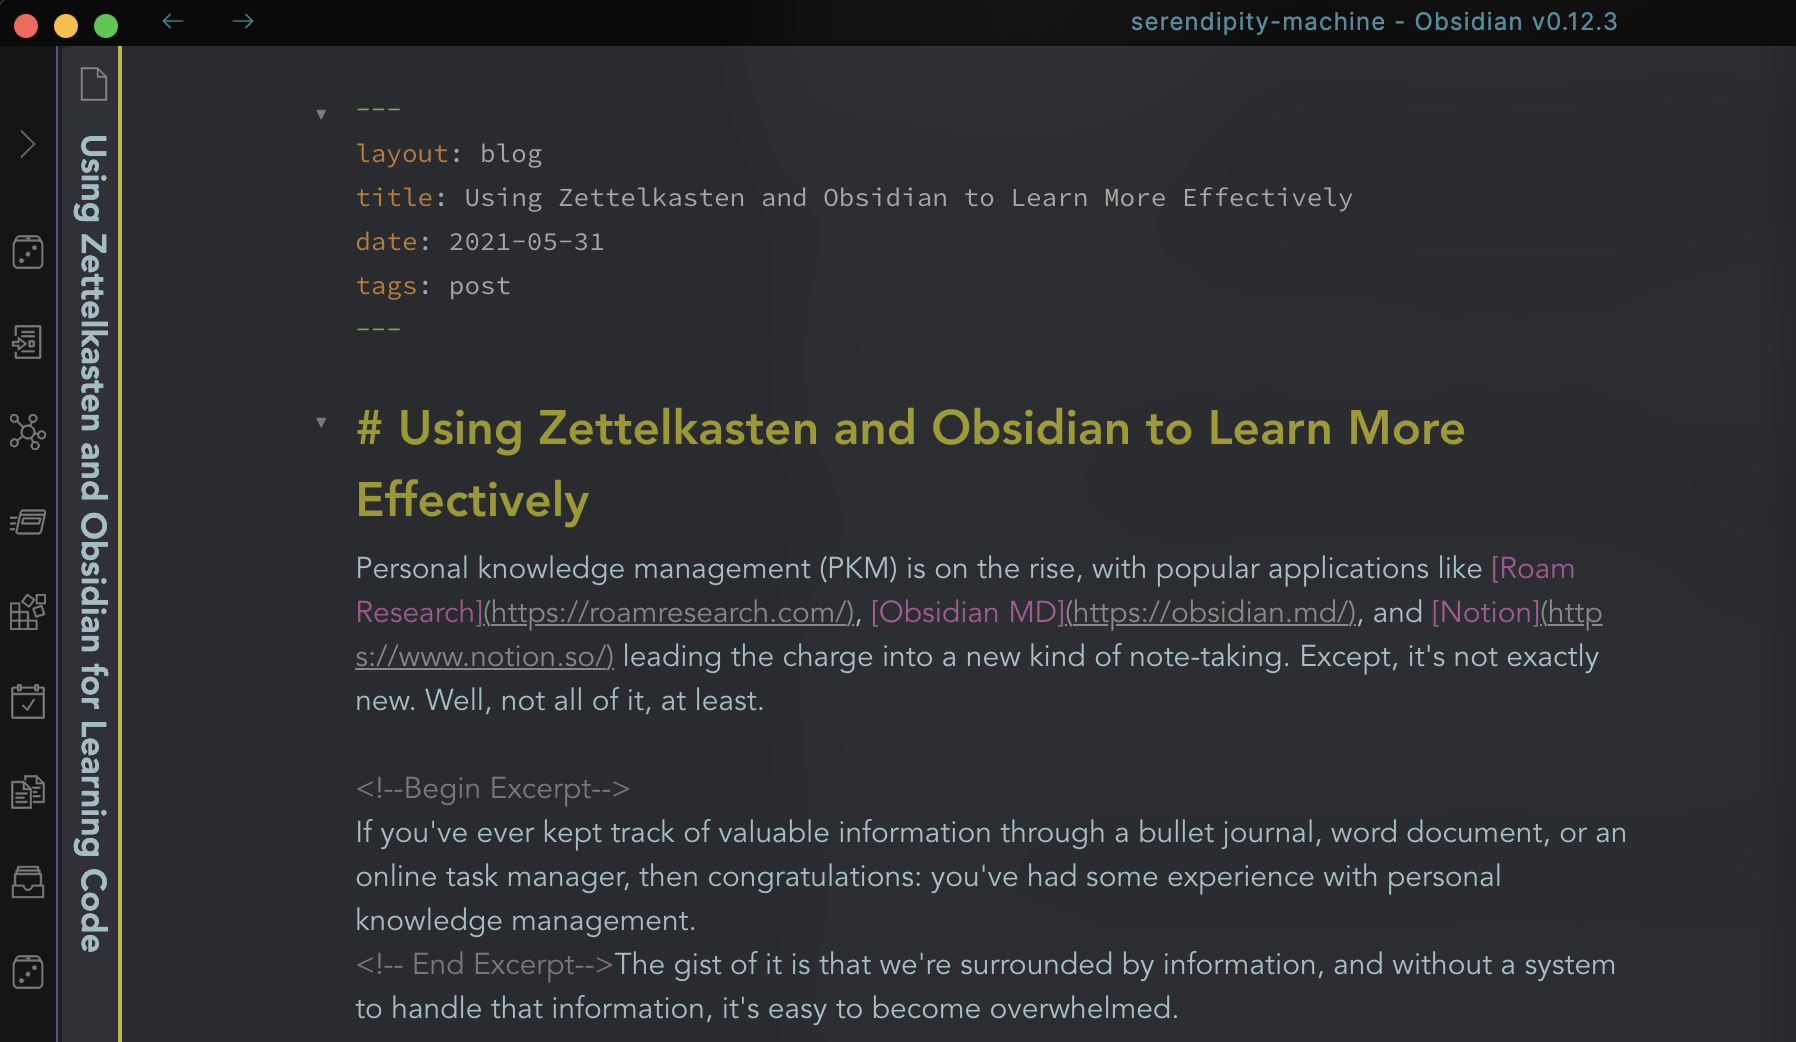 serendipity-machine - Obsidian v0.12.3
Using Zettelkasten and Obsidian for Learning Code
---
layout: blog
title: Using Zettelkasten and Obsidian to Learn More Effectively
date: 2021-05-31
tags: post
---
# Using Zettelkasten and Obsidian to Learn More
Effectively
Personal knowledge management (PKM) is on the rise, with popular applications like [Roam
Research](https://roamresearch.com/), [Obsidian MD](https://obsidian.md/), and [Notion](http
s://www.notion.so/) leading the charge into a new kind of note-taking. Except, it's not exactly
new. Well, not all of it, at least.
<!--Begin Excerpt-->
If you've ever kept track of valuable information through a bullet journal, word document, or an
online task manager, then congratulations: you've had some experience with personal
knowledge management.
<!-- End Excerpt-->The gist of it is that we're surrounded by information, and without a system
to handle that information, it's easy to become overwhelmed.